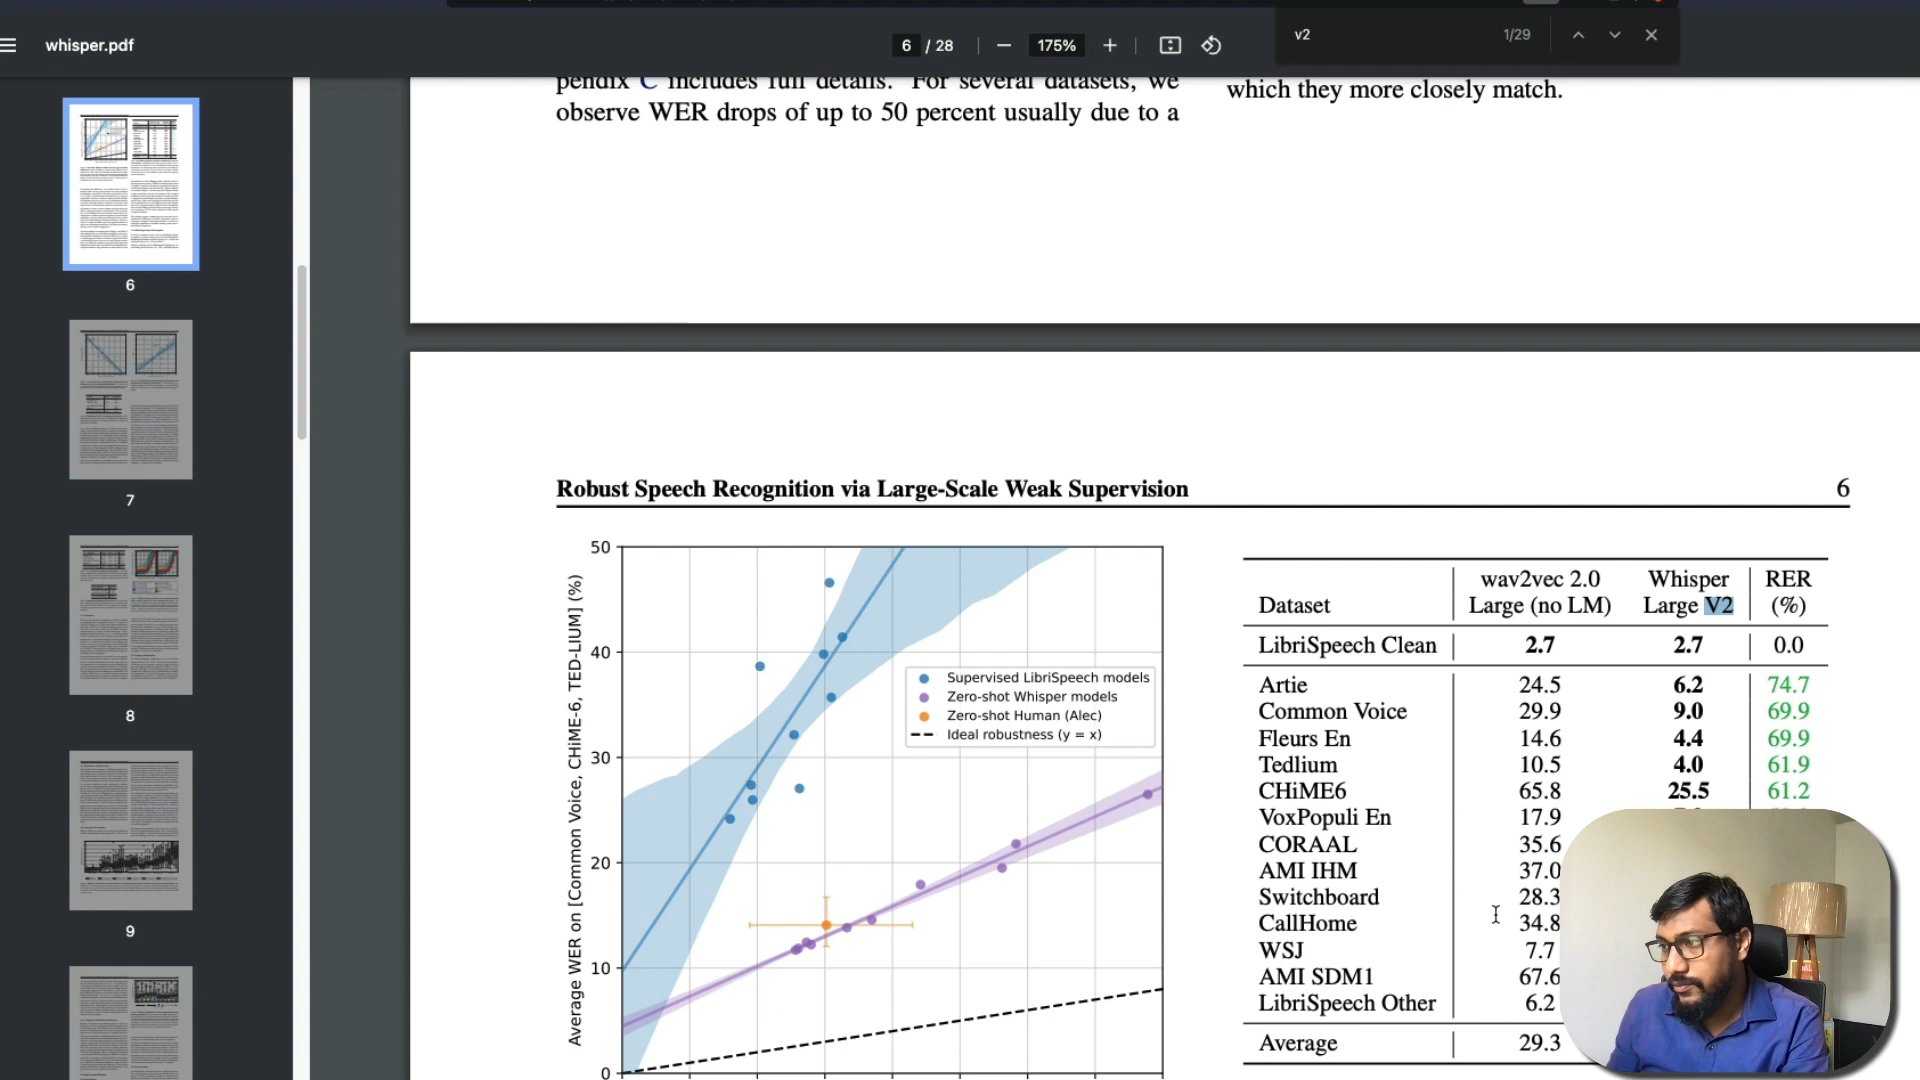 whisper.pdf
6 / 28
175%
v2
1/29
6
7
8
9
pendix C includes full details. For several datasets, we
observe WER drops of up to 50 percent usually due to a
which they more closely match.
Robust Speech Recognition via Large-Scale Weak Supervision
6
Average WER on [Common Voice, CHiME-6, TED-LIUM] (%)
50
40
30
20
10
0
Supervised LibriSpeech models
Zero-shot Whisper models
Zero-shot Human (Alec)
Ideal robustness (y = x)
Dataset wav2vec 2.0 Large (no LM) Whisper Large V2 RER (%)
LibriSpeech Clean 2.7 2.7 0.0
Artie 24.5 6.2 74.7
Common Voice 29.9 9.0 69.9
Fleurs En 14.6 4.4 69.9
Tedlium 10.5 4.0 61.9
CHiME6 65.8 25.5 61.2
VoxPopuli En 17.9
CORAAL 35.6
AMI IHM 37.0
Switchboard 28.3
CallHome 34.8
WSJ 7.7
AMI SDM1 67.6
LibriSpeech Other 6.2
Average 29.3